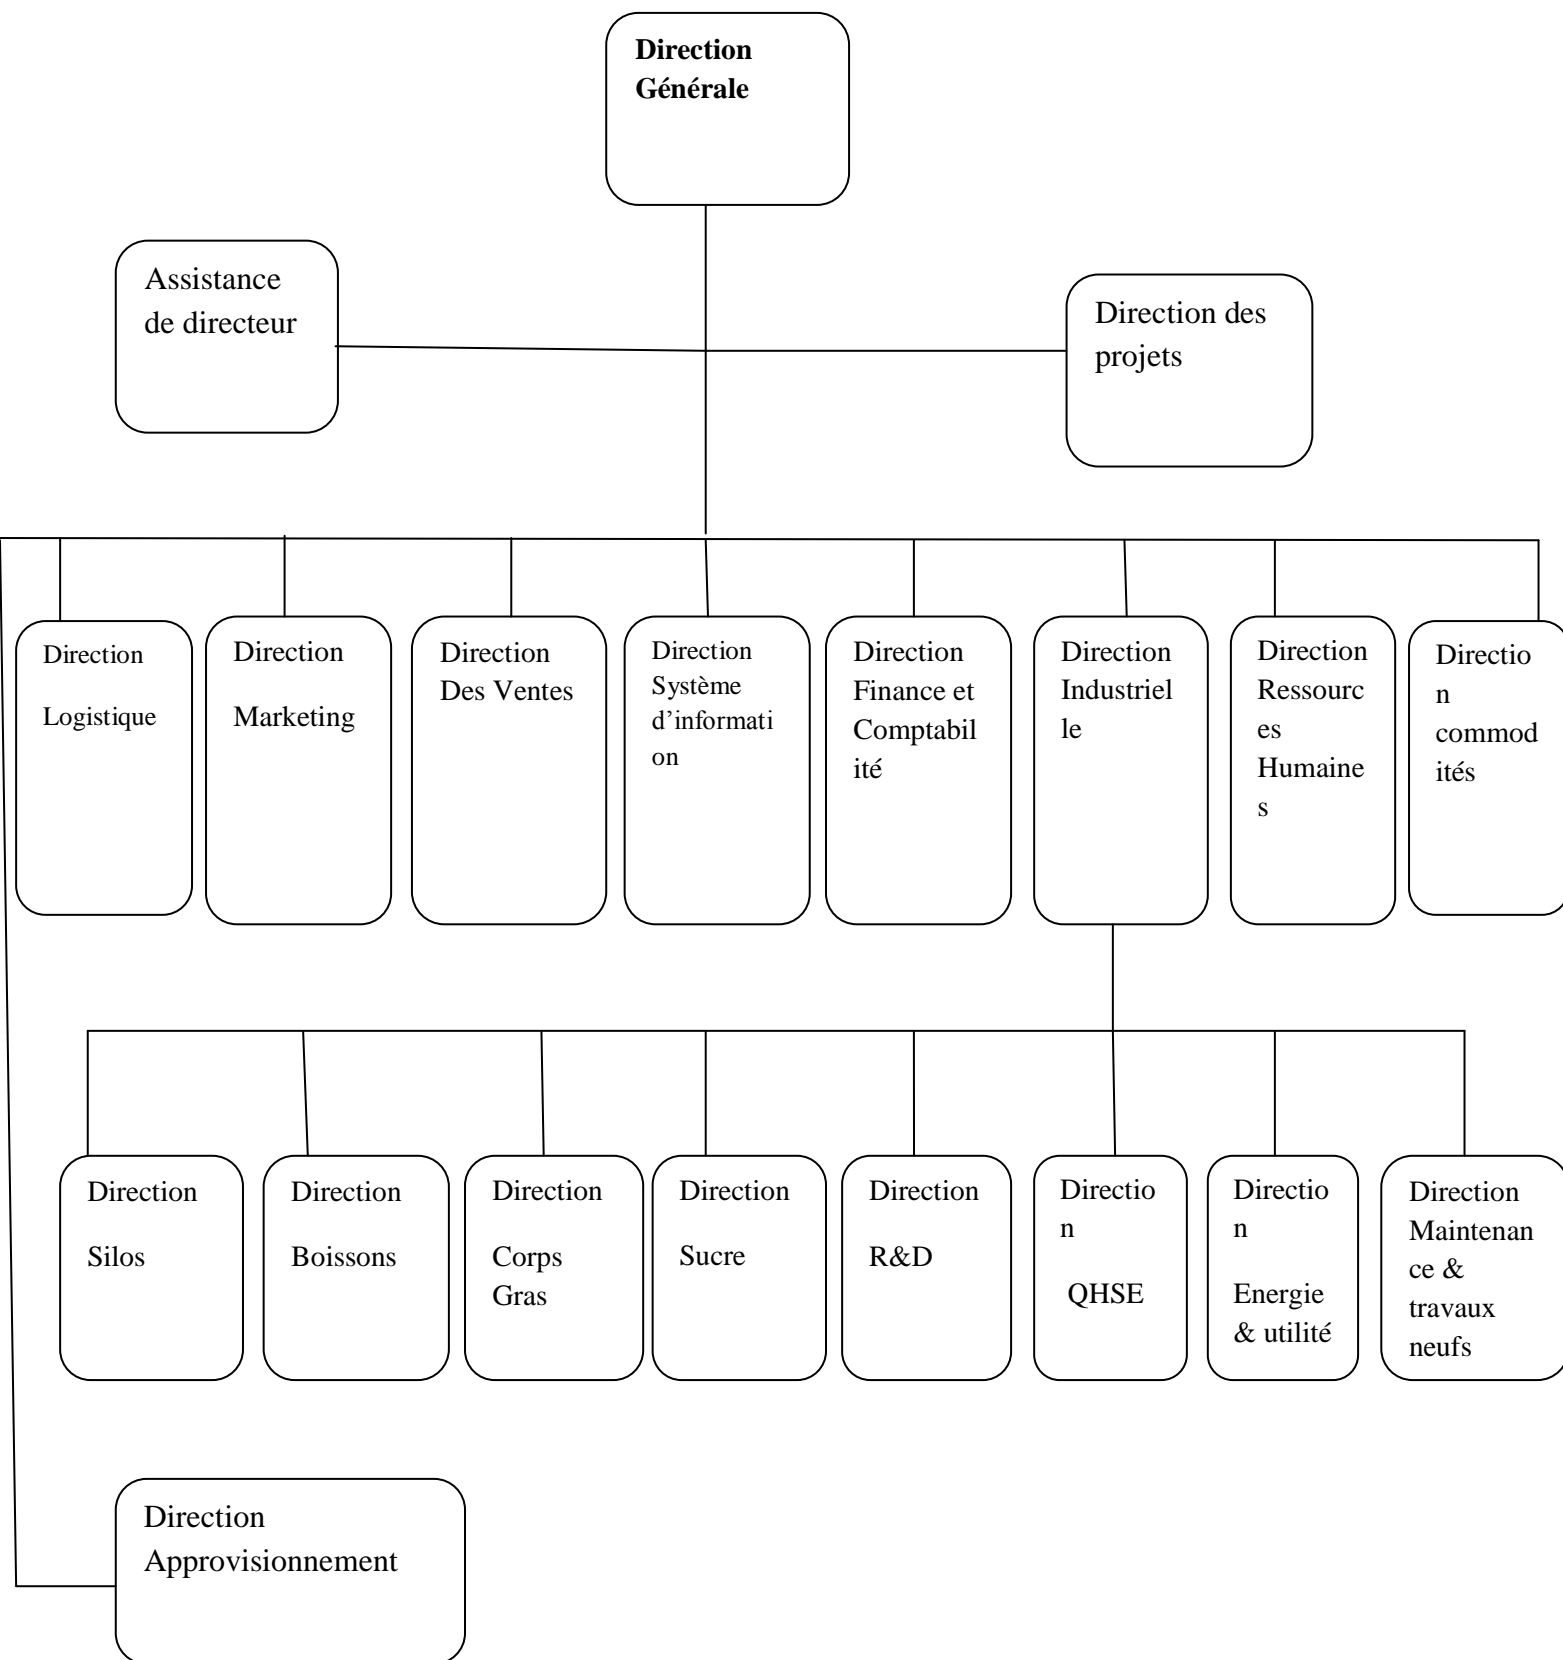 Direction
Générale
Assistance
de directeur
Direction des
projets
Direction
Logistique
Direction
Marketing
Direction
Des Ventes
Direction
Système
d’informati
on
Direction
Finance et
Comptabil
ité
Direction
Industriel
le
Direction
Ressourc
es
Humaine
s
Directio
n
commod
ités
Direction
Silos
Direction
Boissons
Direction
Corps
Gras
Direction
Sucre
Direction
R&D
Directio
n
QHSE
Directio
n
Energie
& utilité
Direction
Maintenan
ce &
travaux
neufs
Direction
Approvisionnement